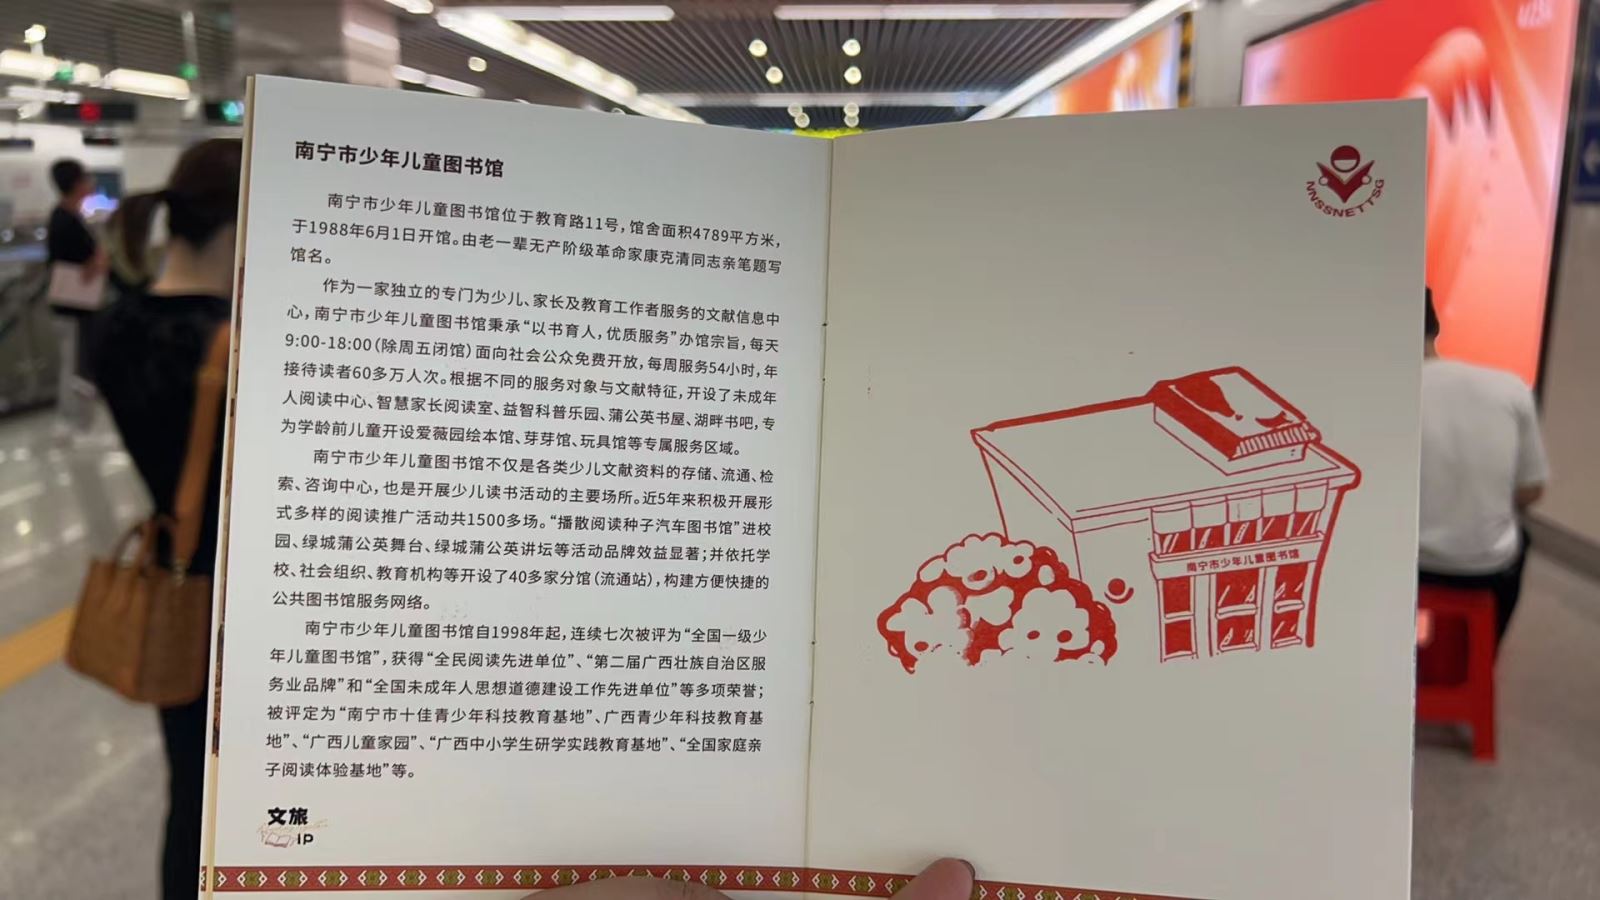 南宁市少年儿童图书馆
南宁市少年儿童图书馆位于教育路11号，馆舍面积4789平方米，
于1988年6月1日开馆。由老一辈无产阶级革命家康克清同志亲笔题写
馆名。
作为一家独立的专门为少儿、家长及教育工作者服务的文献信息中
心，南宁市少年儿童图书馆秉承“以书育人，优质服务”办馆宗旨，每天
9:00-18:00（除周五闭馆）面向社会公众免费开放，每周服务54小时，年
接待读者60多万人次。根据不同的服务对象与文献特征，开设了未成年
人阅读中心、智慧家长阅读室、益智科普乐园、蒲公英书屋、湖畔书吧，专
为学龄前儿童开设爱薇园绘本馆、芽芽馆、玩具馆等专属服务区域。
南宁市少年儿童图书馆不仅是各类少儿文献资料的存储、流通、检
索、咨询中心，也是开展少儿读书活动的主要场所。近5年来积极开展形
式多样的阅读推广活动共1500多场。“播散阅读种子汽车图书馆”进校
园、绿城蒲公英舞台、绿城蒲公英讲坛等活动品牌效益显著；并依托学
校、社会组织、教育机构等开设了40多家分馆（流通站），构建方便快捷的
公共图书馆服务网络。
南宁市少年儿童图书馆自1998年起，连续七次被评为“全国一级少
年儿童图书馆”，获得“全民阅读先进单位”、“第二届广西壮族自治区服
务业品牌”和“全国未成年人思想道德建设工作先进单位”等多项荣誉；
被评定为“南宁市十佳青少年科技教育基地”、广西青少年科技教育基
地”、“广西儿童家园”、“广西中小学生研学实践教育基地”、“全国家庭亲
子阅读体验基地”等。
文旅
IP
NNSSNETTSG
南宁市少年儿童图书馆